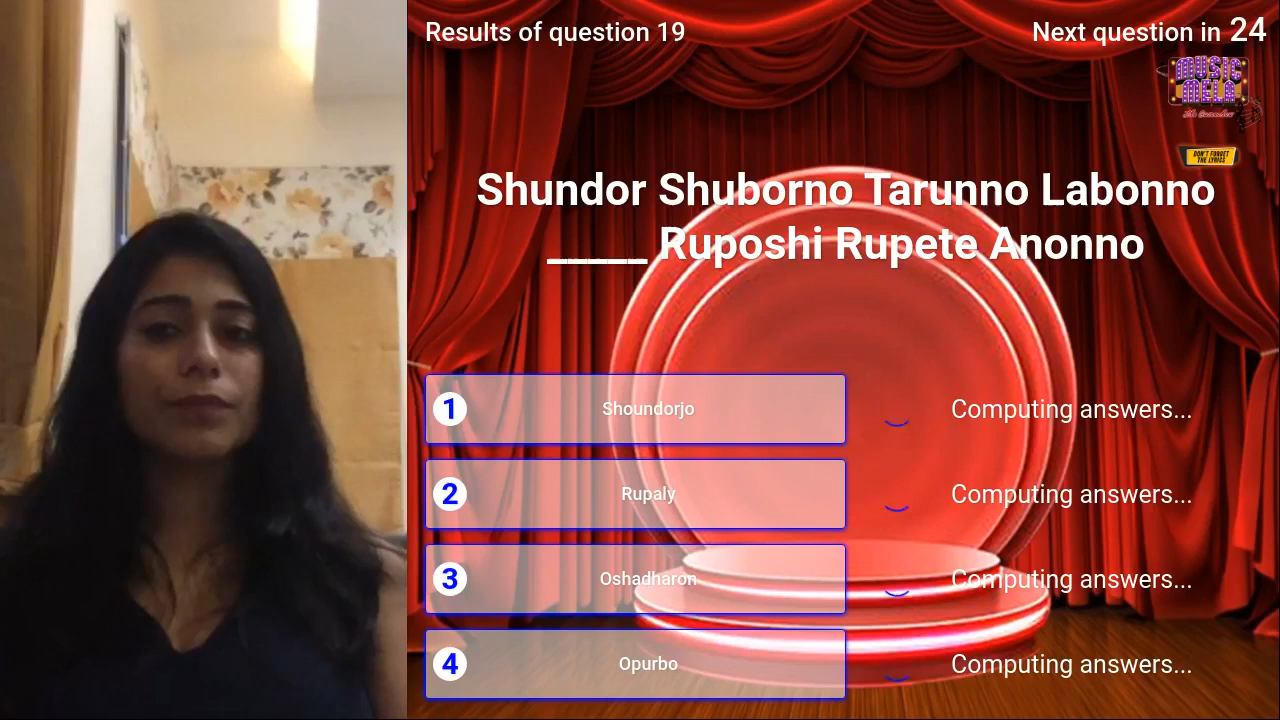 Results of question 19
Next question in 24
MUSIC
MELA
DON'T FORGET
THE LYRICS
Shundor Shuborno Tarunno Labonno
_____ Ruposhi Rupete Anonno
1 Shoundorjo Computing answers...
2 Rupaly Computing answers...
3 Oshadharon Computing answers...
4 Opurbo Computing answers...